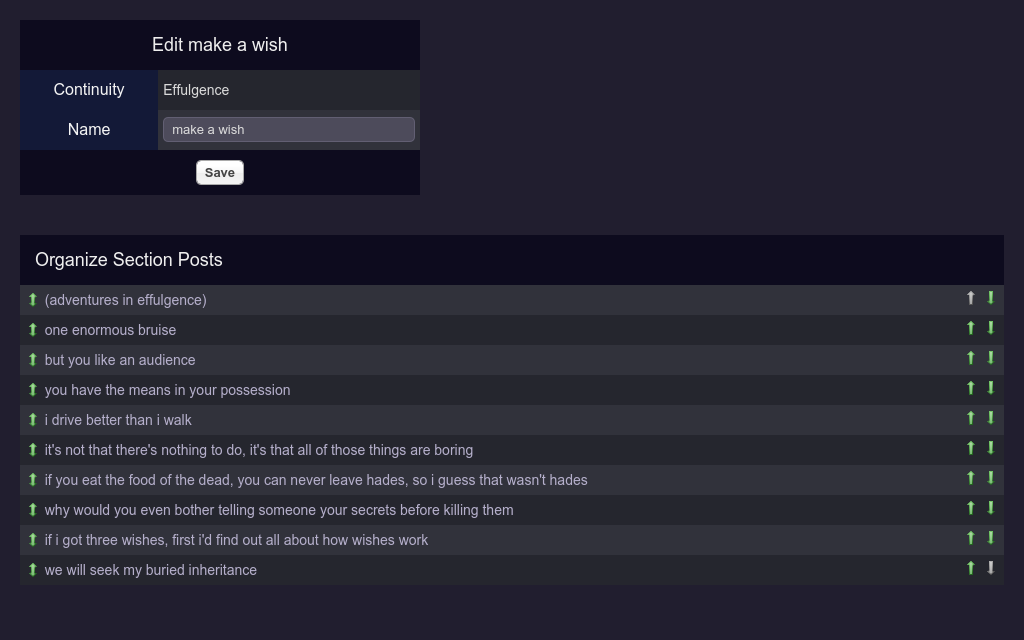 Edit make a wish
Continuity Effulgence
Name make a wish
Save
Organize Section Posts
(adventures in effulgence)
one enormous bruise
but you like an audience
you have the means in your possession
i drive better than i walk
it's not that there's nothing to do, it's that all of those things are boring
if you eat the food of the dead, you can never leave hades, so i guess that wasn't hades
why would you even bother telling someone your secrets before killing them
if i got three wishes, first i'd find out all about how wishes work
we will seek my buried inheritance